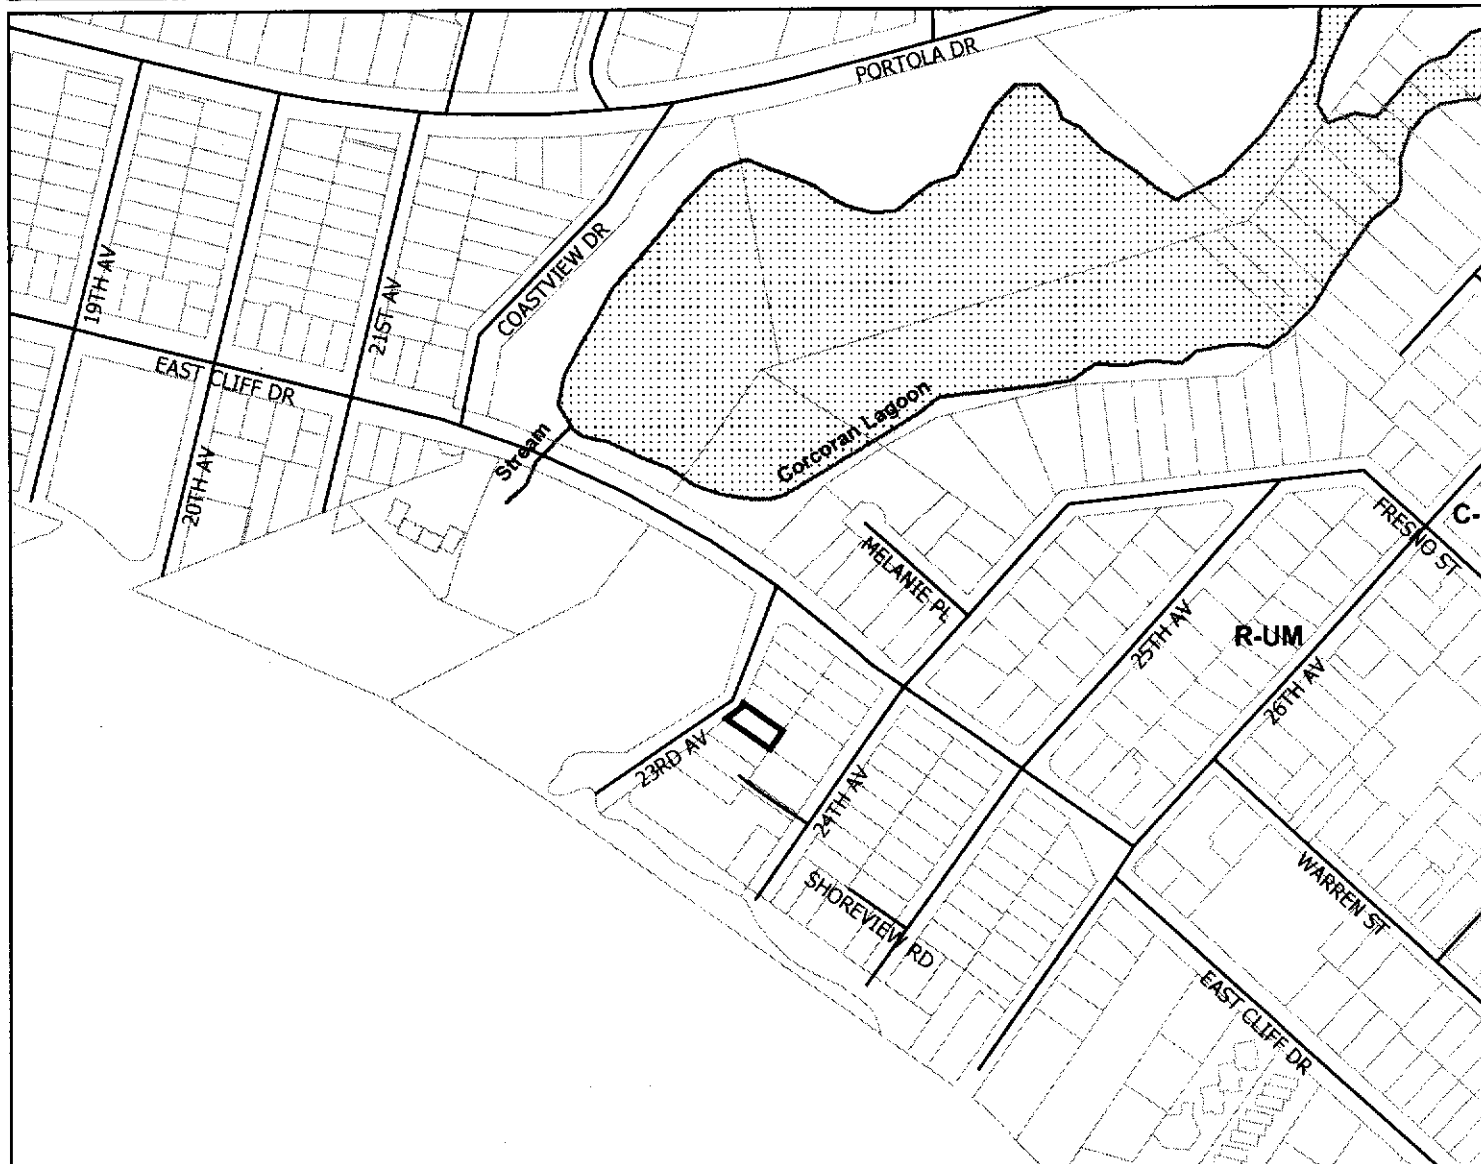 PORTOLA DR
19TH AV
21ST AV
COASTVIEW DR
EAST CLIFF DR
20TH AV
Stream
Corcoran Lagoon
MELANIE PL
FRESNO ST
C-
25TH AV
R-UM
26TH AV
23RD AV
24TH AV
SHOREVIEW RD
WARREN ST
EAST CLIFF DR